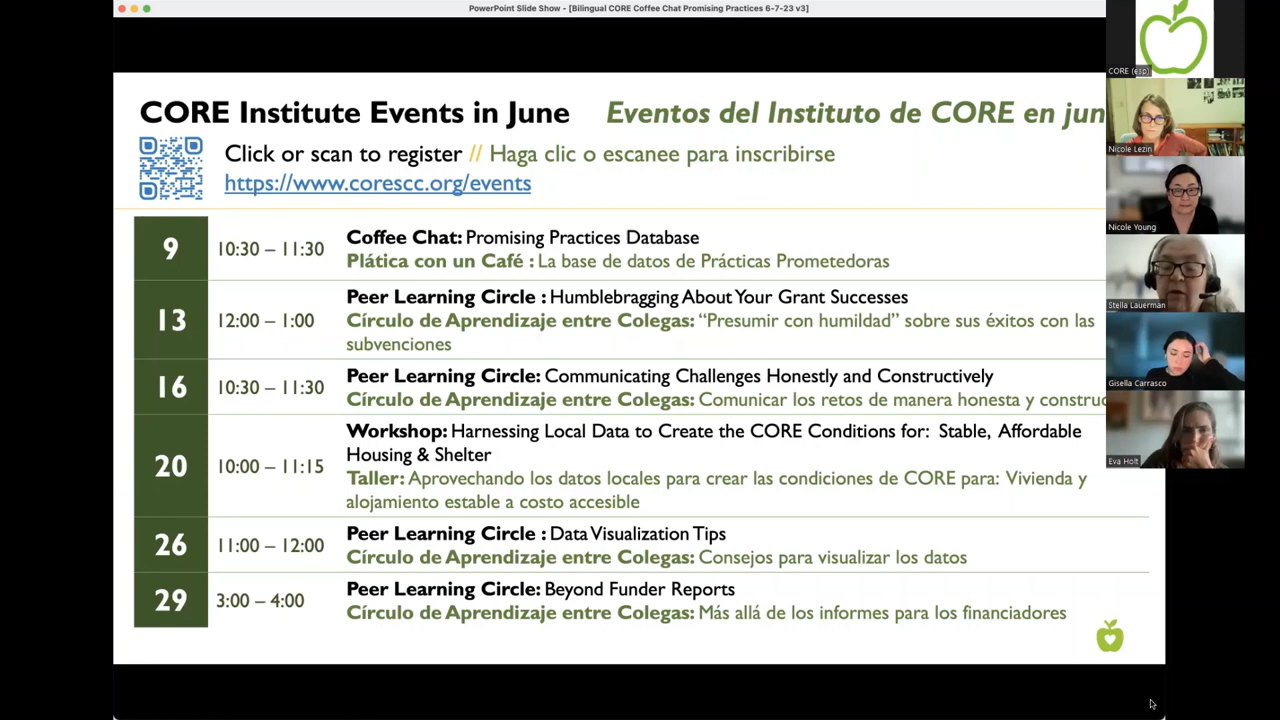 PowerPoint Slide Show - [Bilingual CORE Coffee Chat Promising Practices 6-7-23 v3]
CORE Institute Events in June Eventos del Instituto de CORE en jun
Click or scan to register // Haga clic o escanee para inscribirse
https://www.corescc.org/events
9 10:30 – 11:30
Coffee Chat: Promising Practices Database
Plática con un Café : La base de datos de Prácticas Prometedoras
13 12:00 – 1:00
Peer Learning Circle : Humblebragging About Your Grant Successes
Círculo de Aprendizaje entre Colegas: “Presumir con humildad” sobre sus éxitos con las
subvenciones
16 10:30 – 11:30
Peer Learning Circle: Communicating Challenges Honestly and Constructively
Círculo de Aprendizaje entre Colegas: Comunicar los retos de manera honesta y construc
20 10:00 – 11:15
Workshop: Harnessing Local Data to Create the CORE Conditions for: Stable, Affordable
Housing & Shelter
Taller: Aprovechando los datos locales para crear las condiciones de CORE para: Vivienda y
alojamiento estable a costo accesible
26 11:00 – 12:00
Peer Learning Circle : Data Visualization Tips
Círculo de Aprendizaje entre Colegas: Consejos para visualizar los datos
29 3:00 – 4:00
Peer Learning Circle: Beyond Funder Reports
Círculo de Aprendizaje entre Colegas: Más allá de los informes para los financiadores
CORE (esp)
Nicole Lezin
Nicole Young
Stella Lauerman
Gisella Carrasco
Eva Holt